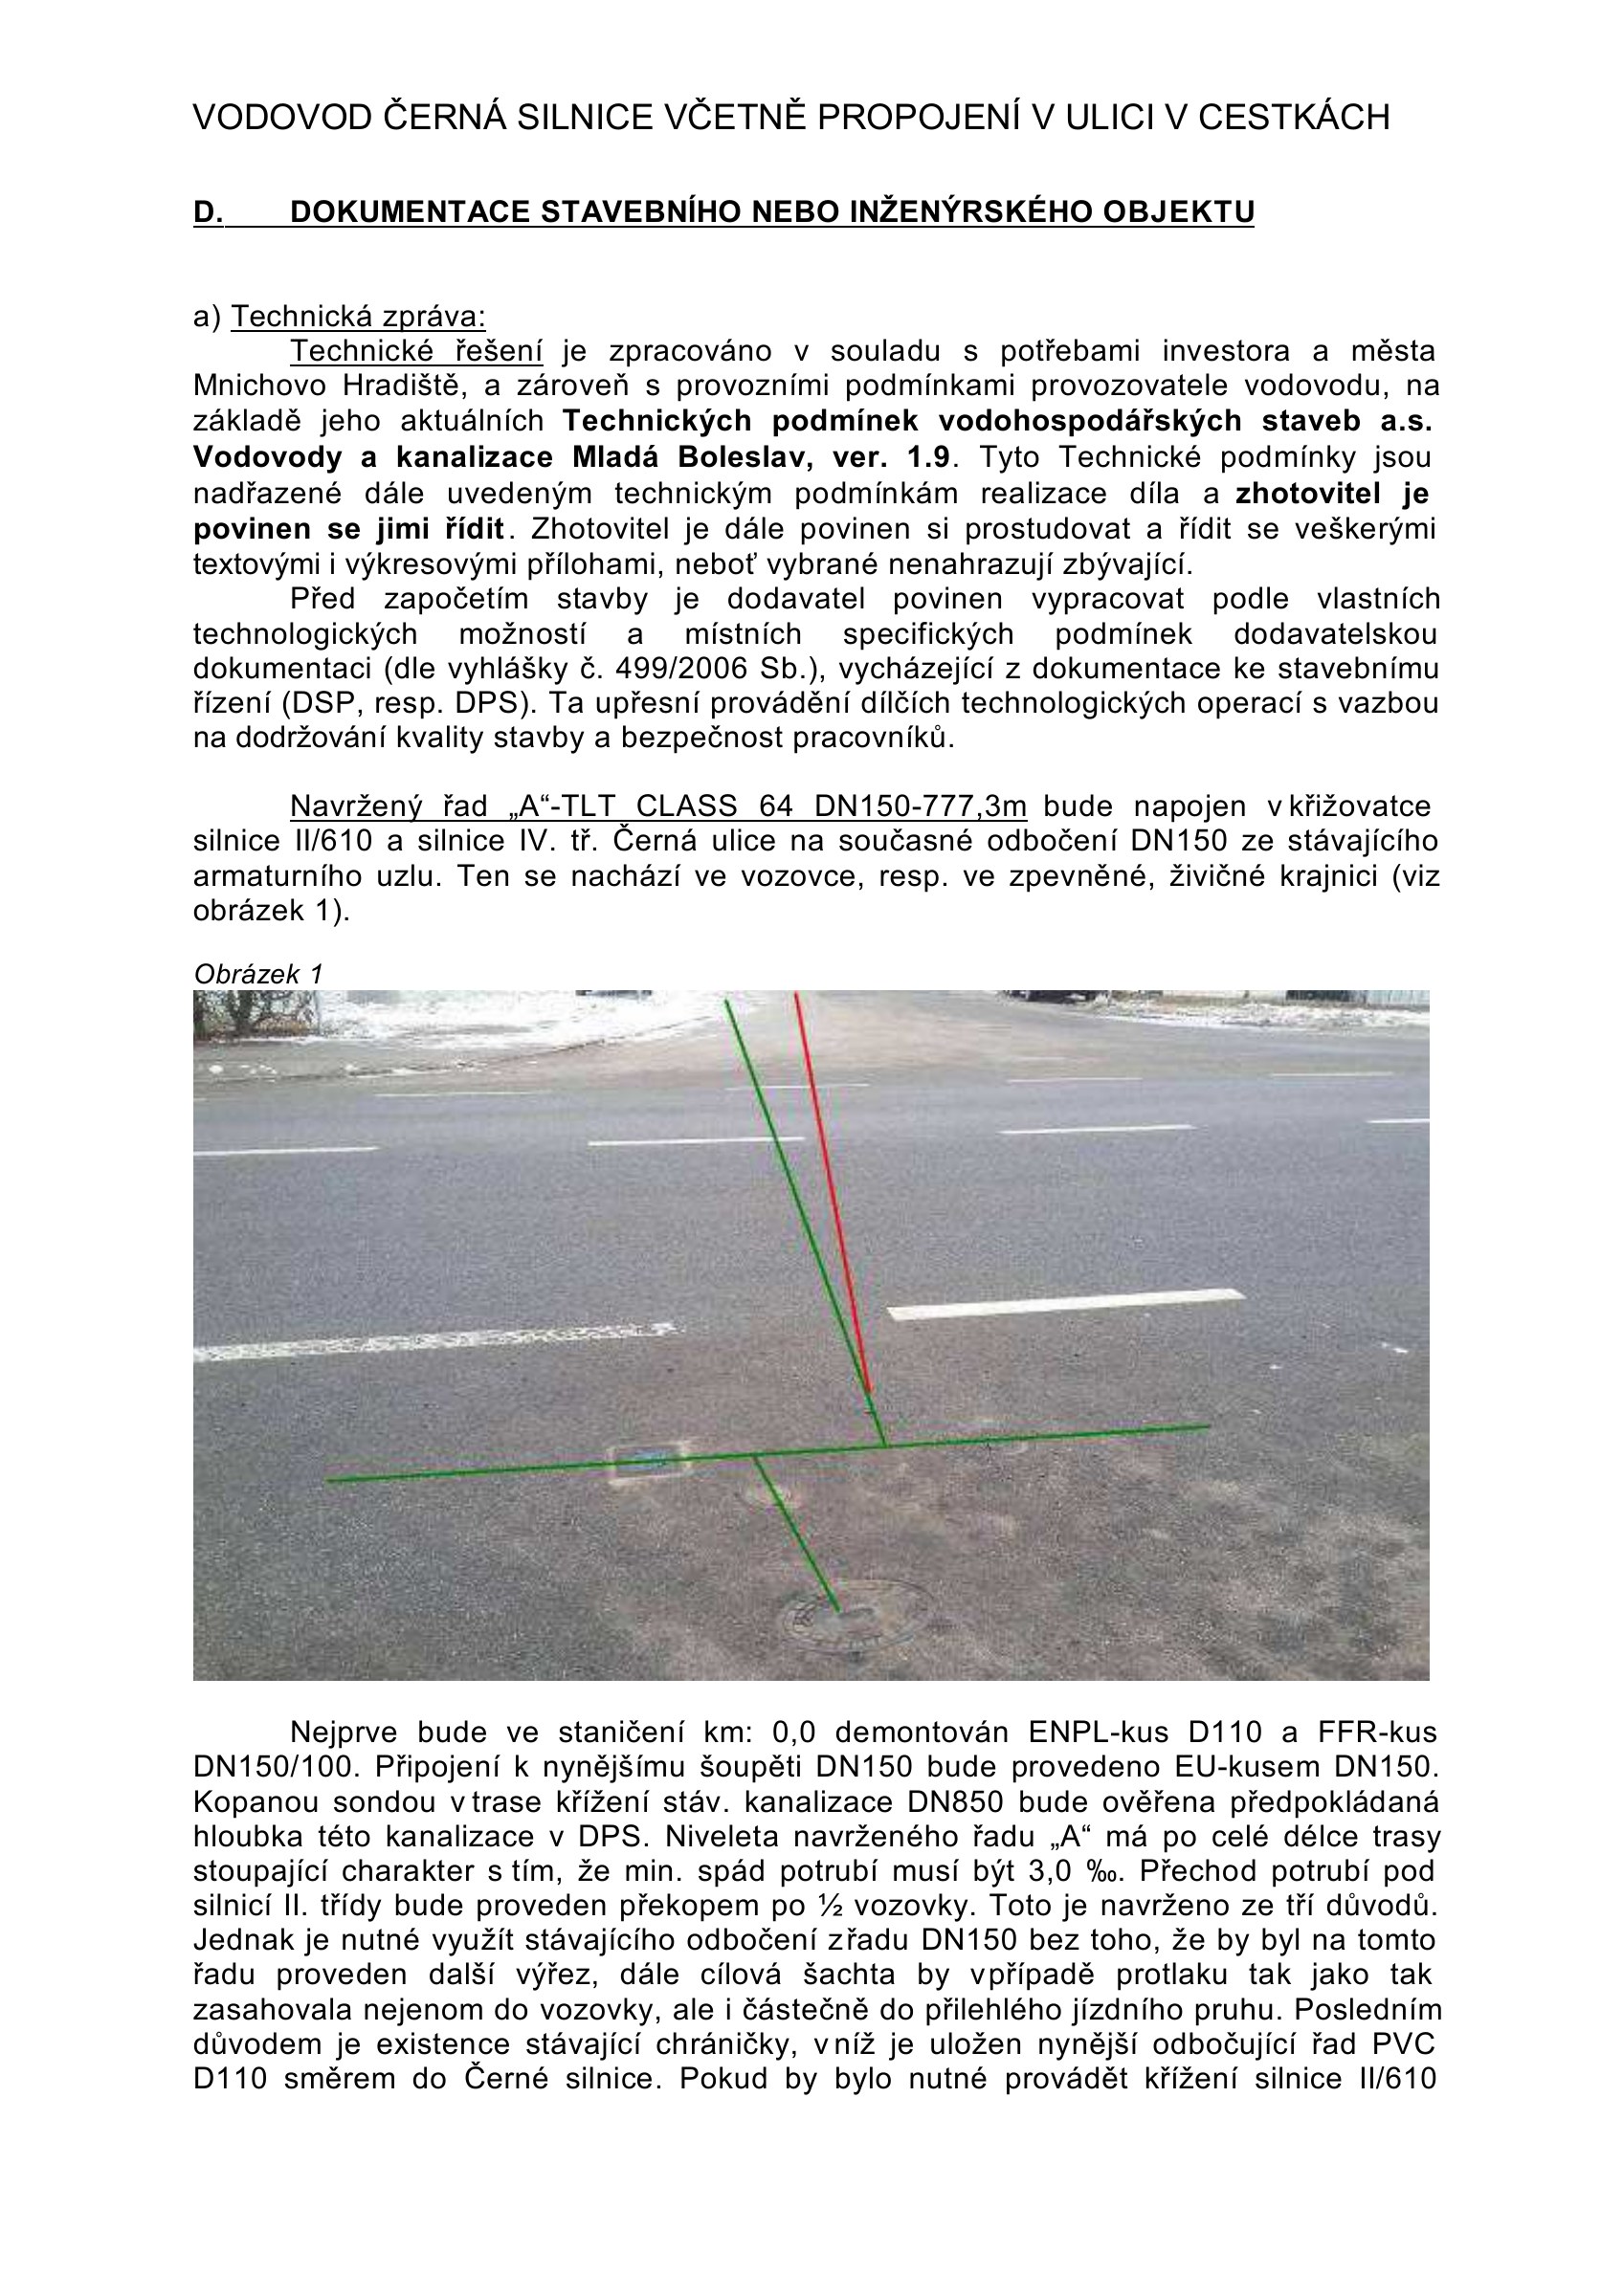 VODOVOD ČERNÁ SILNICE VČETNĚ PROPOJENÍ V ULICI V CESTKÁCH
D. DOKUMENTACE STAVEBNÍHO NEBO INŽENÝRSKÉHO OBJEKTU
a) Technická zpráva:
Technické řešení je zpracováno v souladu s potřebami investora a města
Mnichovo Hradiště, a zároveň s provozními podmínkami provozovatele vodovodu, na
základě jeho aktuálních Technických podmínek vodohospodářských staveb a.s.
Vodovody a kanalizace Mladá Boleslav, ver. 1.9. Tyto Technické podmínky jsou
nadřazené dále uvedeným technickým podmínkám realizace díla a zhotovitel je
povinen se jimi řídit. Zhotovitel je dále povinen si prostudovat a řídit se veškerými
textovými i výkresovými přílohami, neboť vybrané nenahrazují zbývající.
Před započetím stavby je dodavatel povinen vypracovat podle vlastních
technologických možností a místních specifických podmínek dodavatelskou
dokumentaci (dle vyhlášky č. 499/2006 Sb.), vycházející z dokumentace ke stavebnímu
řízení (DSP, resp. DPS). Ta upřesní provádění dílčích technologických operací s vazbou
na dodržování kvality stavby a bezpečnost pracovníků.
Navržený řad „A“-TLT CLASS 64 DN150-777,3m bude napojen v křižovatce
silnice II/610 a silnice IV. tř. Černá ulice na současné odbočení DN150 ze stávajícího
armaturního uzlu. Ten se nachází ve vozovce, resp. ve zpevněné, živičné krajnici (viz
obrázek 1).
Obrázek 1
Nejprve bude ve staničení km: 0,0 demontován ENPL-kus D110 a FFR-kus
DN150/100. Připojení k nynějšímu šoupěti DN150 bude provedeno EU-kusem DN150.
Kopanou sondou v trase křížení stáv. kanalizace DN850 bude ověřena předpokládaná
hloubka této kanalizace v DPS. Niveleta navrženého řadu „A“ má po celé délce trasy
stoupající charakter s tím, že min. spád potrubí musí být 3,0 ‰. Přechod potrubí pod
silnicí II. třídy bude proveden překopem po ½ vozovky. Toto je navrženo ze tří důvodů.
Jednak je nutné využít stávajícího odbočení z řadu DN150 bez toho, že by byl na tomto
řadu proveden další výřez, dále cílová šachta by v případě protlaku tak jako tak
zasahovala nejenom do vozovky, ale i částečně do přilehlého jízdního pruhu. Posledním
důvodem je existence stávající chráničky, v níž je uložen nynější odbočující řad PVC
D110 směrem do Černé silnice. Pokud by bylo nutné provádět křížení silnice II/610